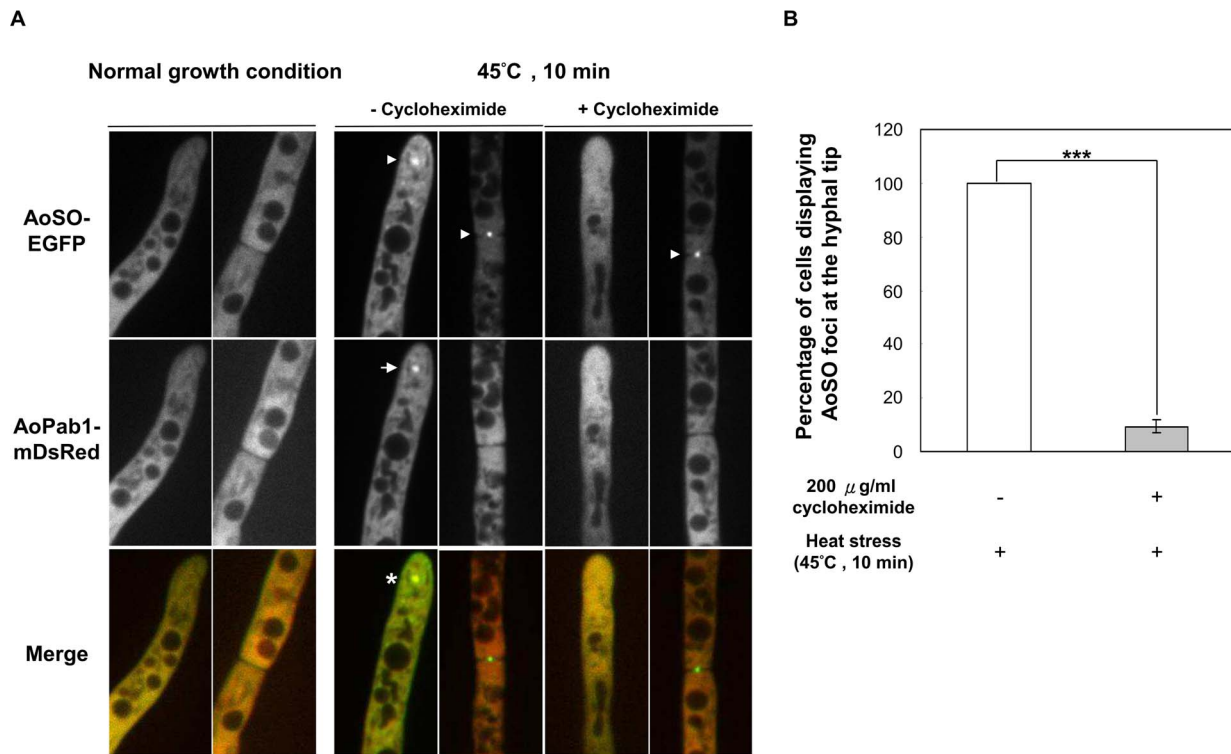 A
B
Normal growth condition
45°C , 10 min
- Cycloheximide
+ Cycloheximide
AoSO-
EGFP
AoPab1-
mDsRed
Merge
*
Percentage of cells displaying
AoSO foci at the hyphal tip
120
100
80
60
40
20
0
***
200 μg/ml
cycloheximide
- +
Heat stress
(45°C , 10 min)
+ +